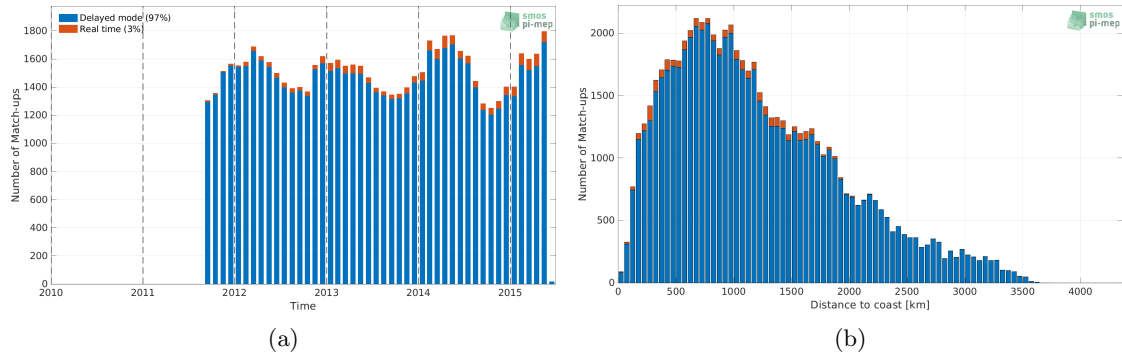 Delayed mode (97%)
Real time (3%)
smos
pi-mep
Number of Match-ups
1800
1600
1400
1200
1000
800
600
400
200
0
2010
2011
2012
2013
2014
2015
Time
(a)
smos
pi-mep
Number of Match-ups
2000
1500
1000
500
0
0
500
1000
1500
2000
2500
3000
3500
4000
Distance to coast [km]
(b)